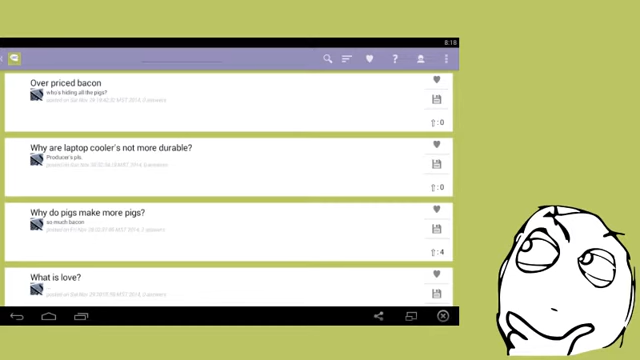 8:18
Over priced bacon
who's hiding all the pigs?
⇧:0
Why are laptop cooler's not more durable?
Producer's pls.
⇧:0
Why do pigs make more pigs?
so much bacon
⇧:4
What is love?
...